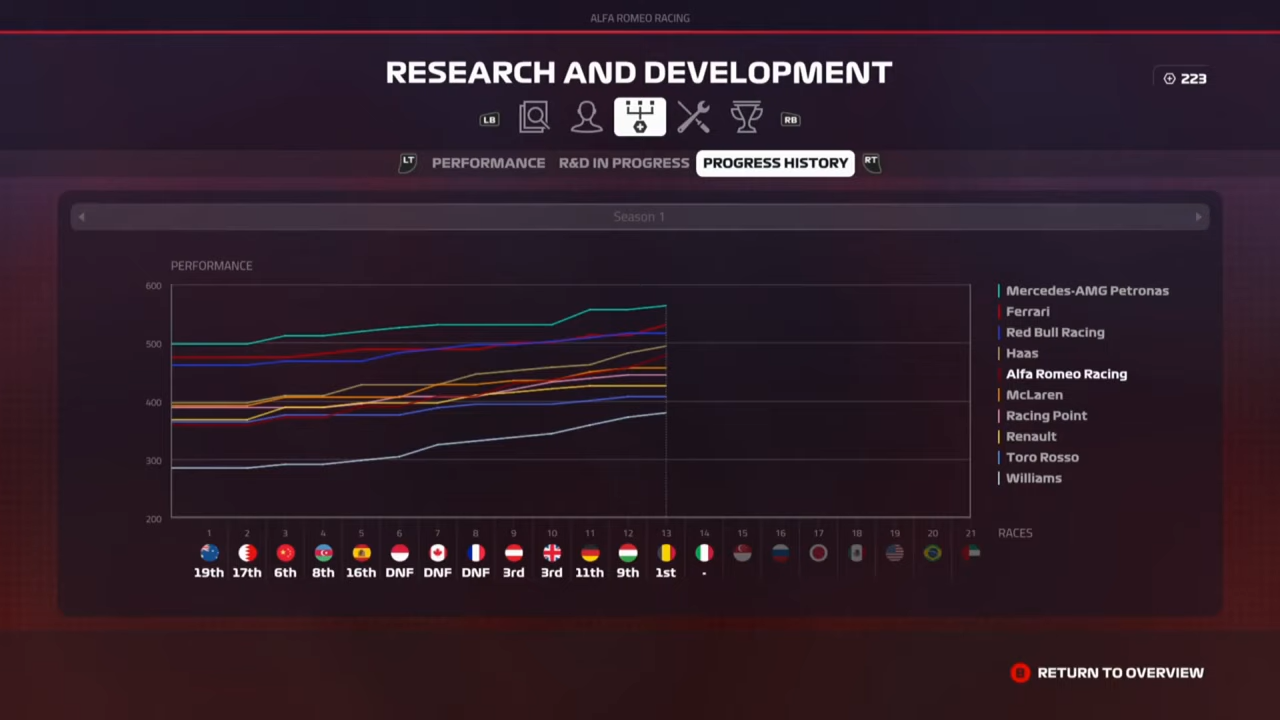 ALFA ROMEO RACING
RESEARCH AND DEVELOPMENT
223
LB RB
LT PERFORMANCE R&D IN PROGRESS PROGRESS HISTORY RT
Season 1
PERFORMANCE
600
500
400
300
200
Mercedes-AMG Petronas
Ferrari
Red Bull Racing
Haas
Alfa Romeo Racing
McLaren
Racing Point
Renault
Toro Rosso
Williams
1 2 3 4 5 6 7 8 9 10 11 12 13 14 15 16 17 18 19 20 21 RACES
19th 17th 6th 8th 16th DNF DNF DNF 3rd 3rd 11th 9th 1st -
B RETURN TO OVERVIEW